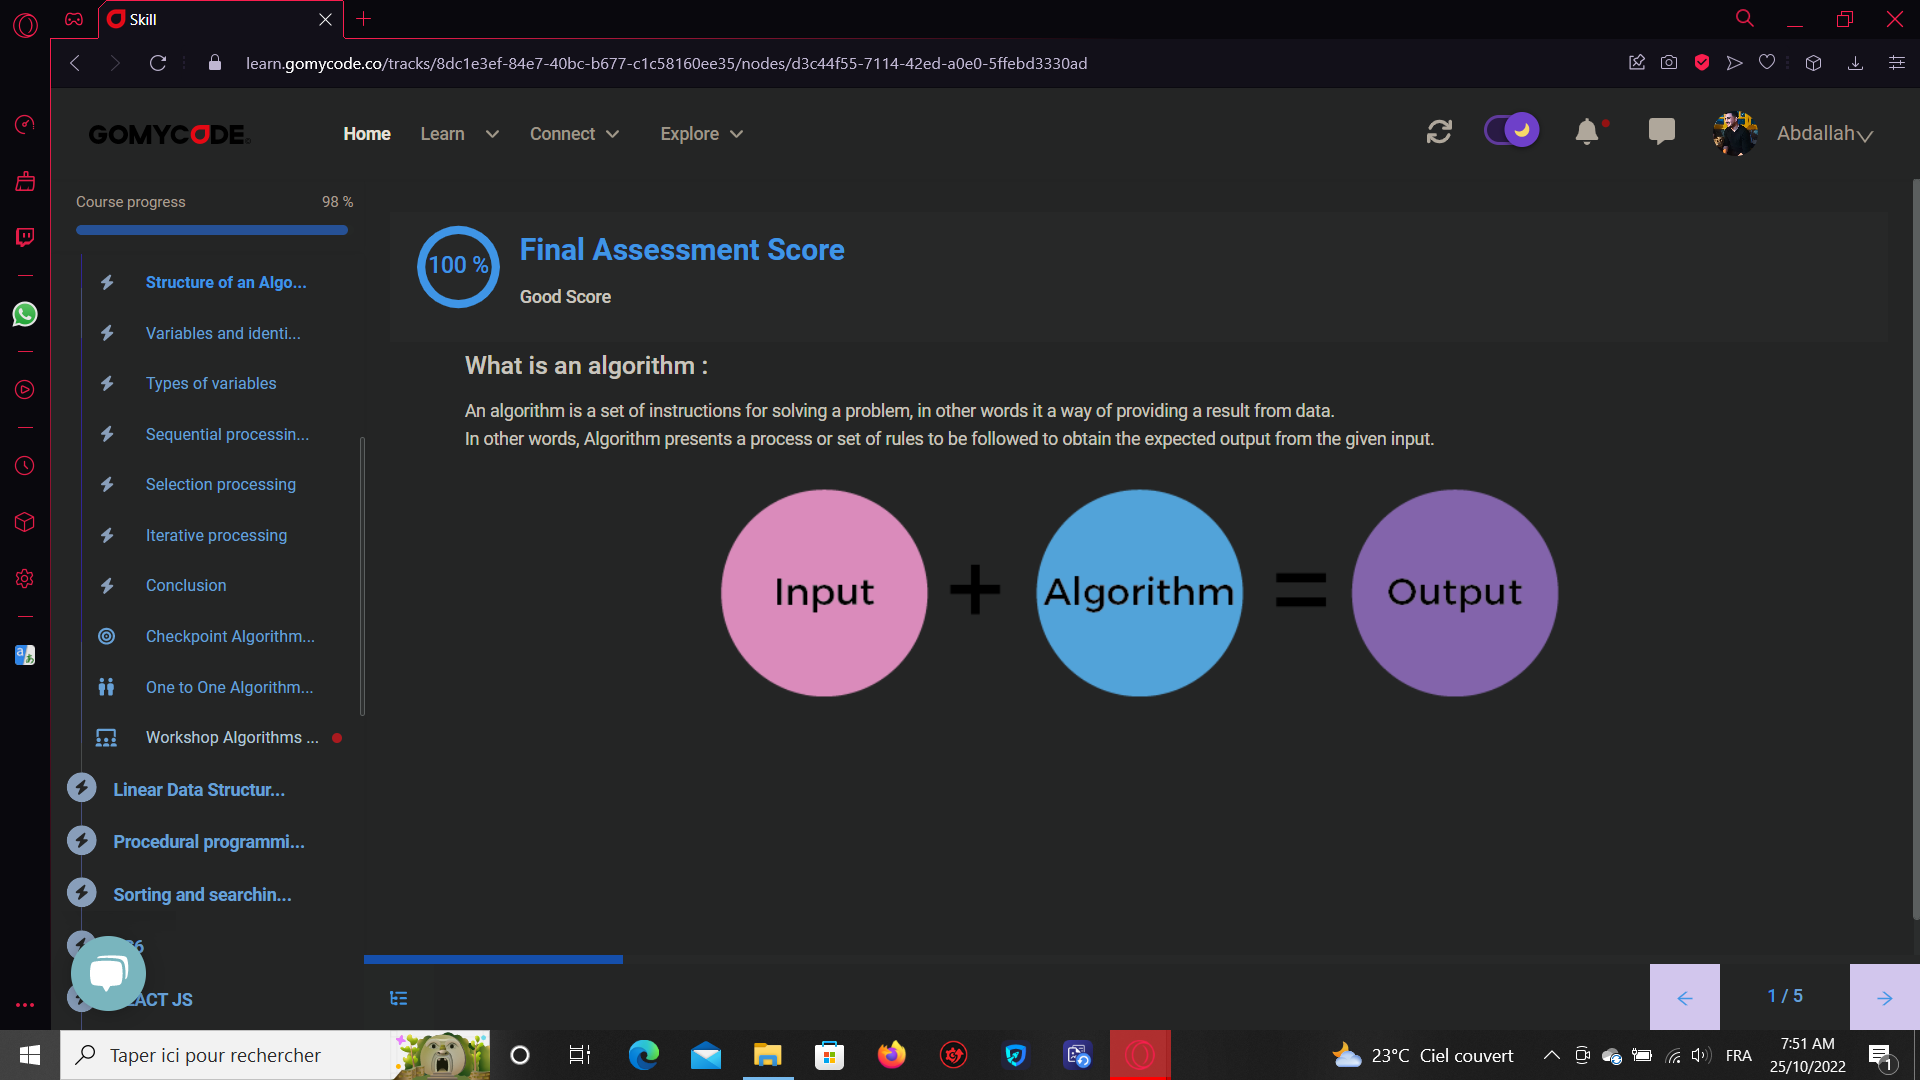 Skill
learn.gomycode.co/tracks/8dc1e3ef-84e7-40bc-b677-c1c58160ee35/nodes/d3c44f55-7114-42ed-a0e0-5ffebd3330ad
GOMYCODE
Home Learn Connect Explore
Abdallah
Course progress 98 %
Structure of an Algo...
Variables and identi...
Types of variables
Sequential processin...
Selection processing
Iterative processing
Conclusion
Checkpoint Algorithm...
One to One Algorithm...
Workshop Algorithms ...
Linear Data Structur...
Procedural programmi...
Sorting and searchin...
ACT JS
100 %
Final Assessment Score
Good Score
What is an algorithm :
An algorithm is a set of instructions for solving a problem, in other words it a way of providing a result from data.
In other words, Algorithm presents a process or set of rules to be followed to obtain the expected output from the given input.
Input + Algorithm = Output
1 / 5
Taper ici pour rechercher
23°C Ciel couvert
FRA
7:51 AM
25/10/2022
1